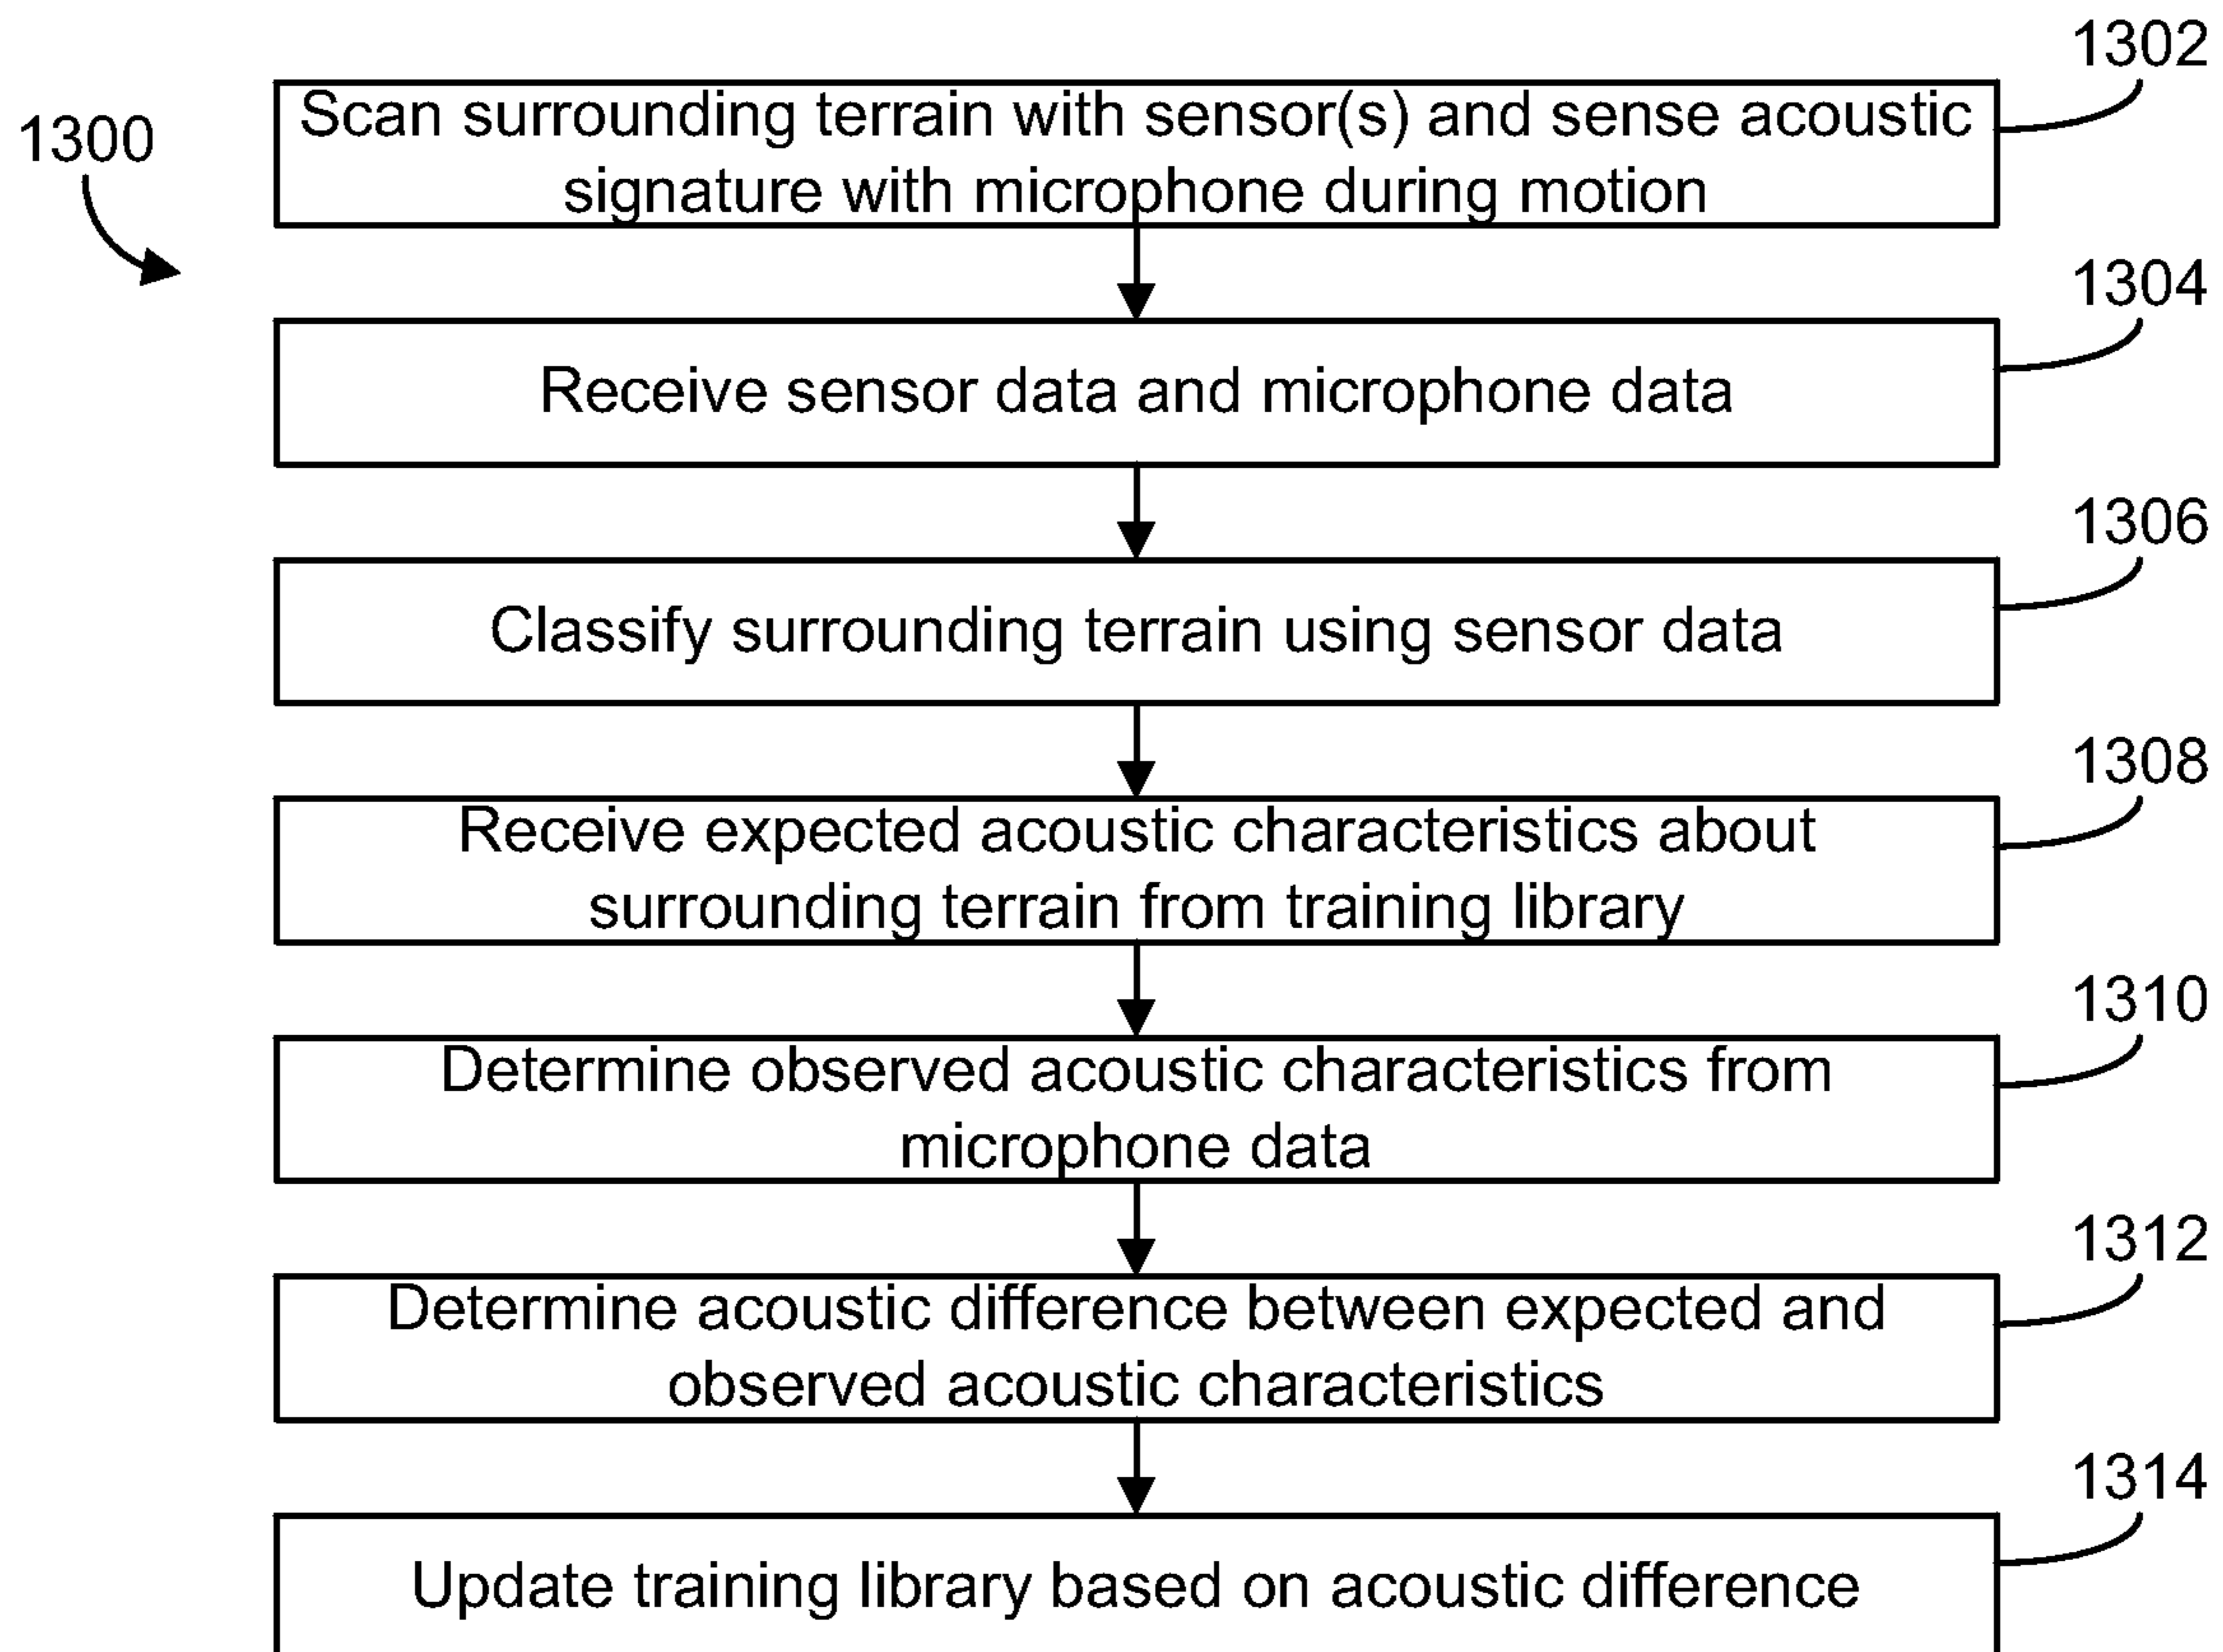 1302
Scan surrounding terrain with sensor(s) and sense acoustic
signature with microphone during motion
1300
1304
Receive sensor data and microphone data
1306
Classify surrounding terrain using sensor data
1308
Receive expected acoustic characteristics about
surrounding terrain from training library
1310
Determine observed acoustic characteristics from
microphone data
1312
Determine acoustic difference between expected and
observed acoustic characteristics
1314
Update training library based on acoustic difference